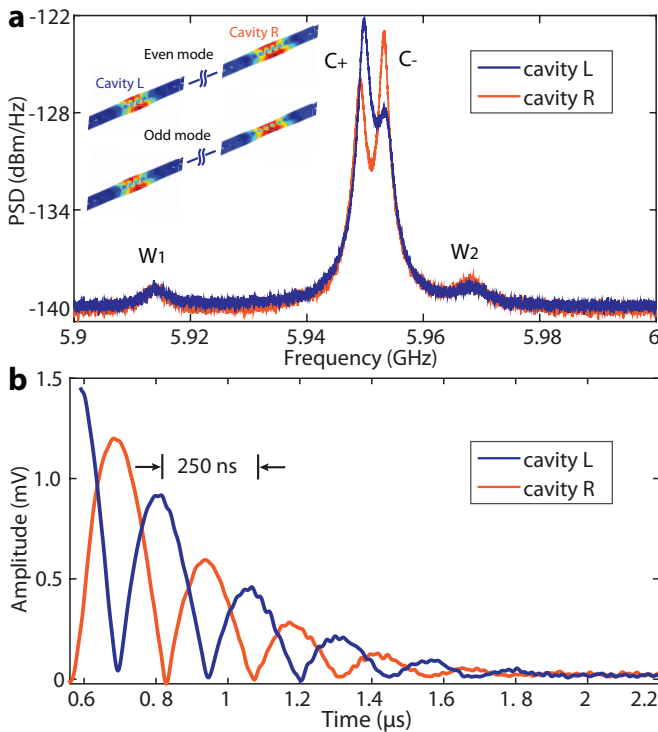 a
-122
-128
-134
-140
PSD (dBm/Hz)
Cavity R
Even mode
Cavity L
Odd mode
C+
C-
cavity L
cavity R
W1
W2
5.9
5.92
5.94
5.96
5.98
6
Frequency (GHz)
b
1.5
1.0
0.5
0
Amplitude (mV)
250 ns
cavity L
cavity R
0.6
0.8
1
1.2
1.4
1.6
1.8
2
2.2
Time (μs)